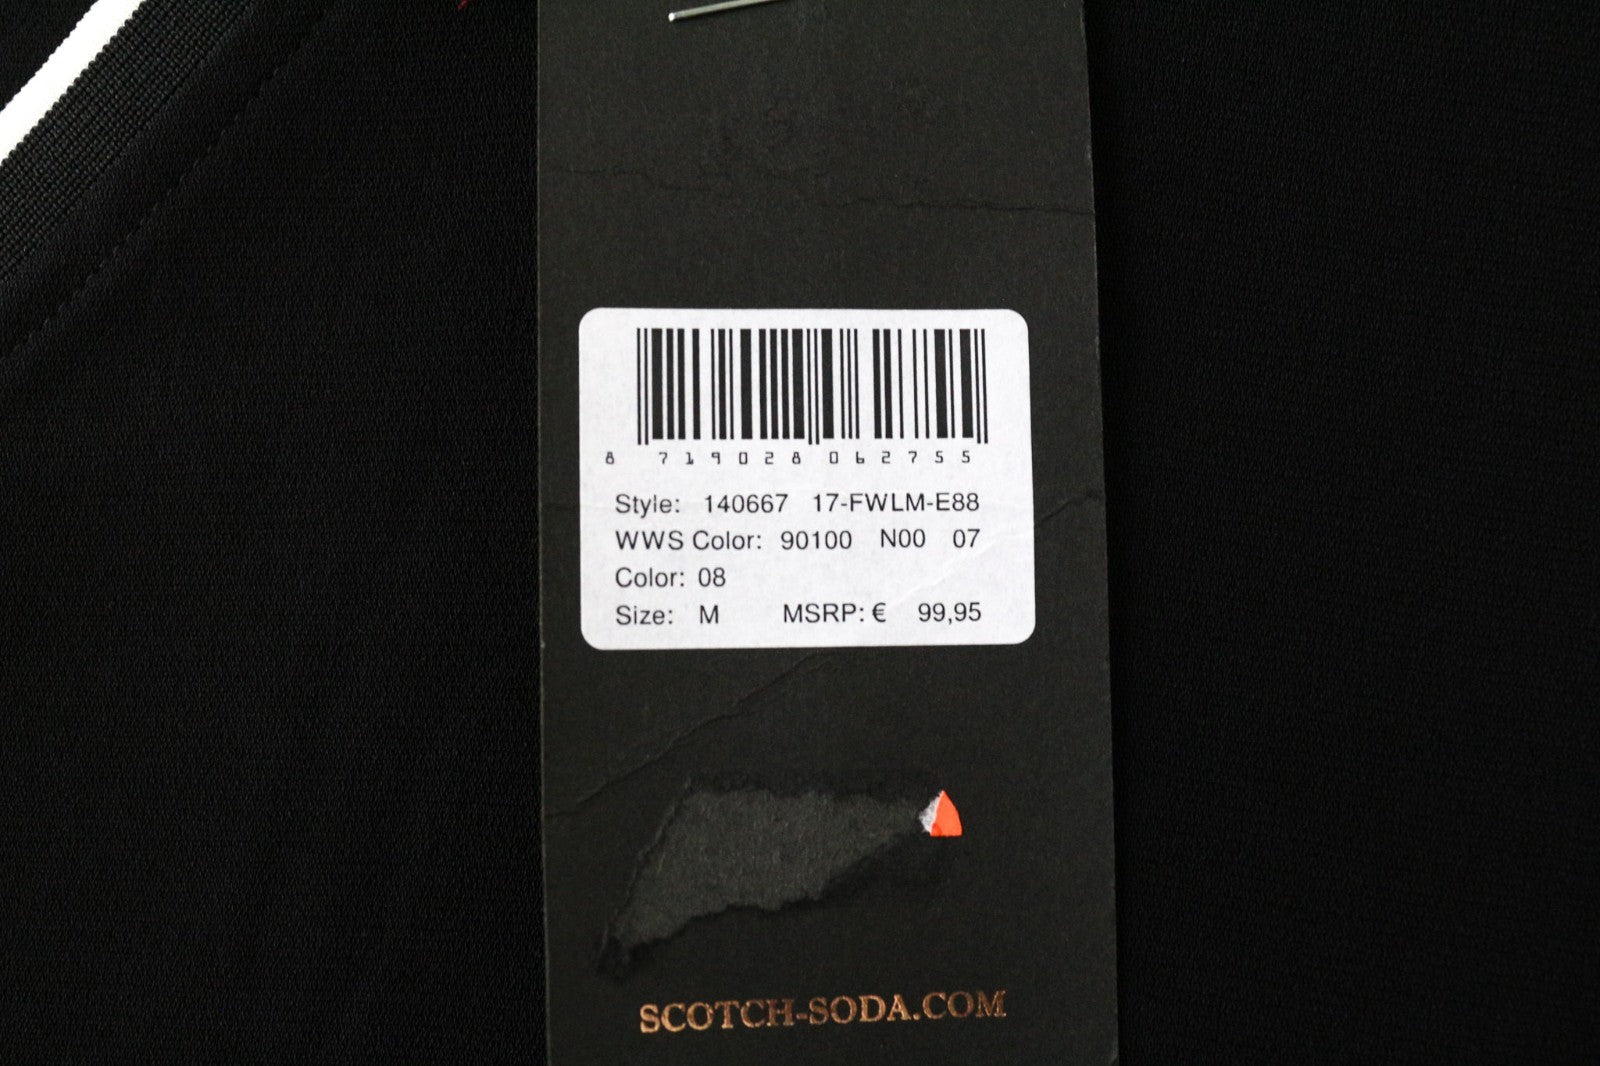 8 719028 062755
Style: 140667 17-FWLM-E88
WWS Color: 90100 N00 07
Color: 08
Size: M MSRP: € 99,95
SCOTCH-SODA.COM